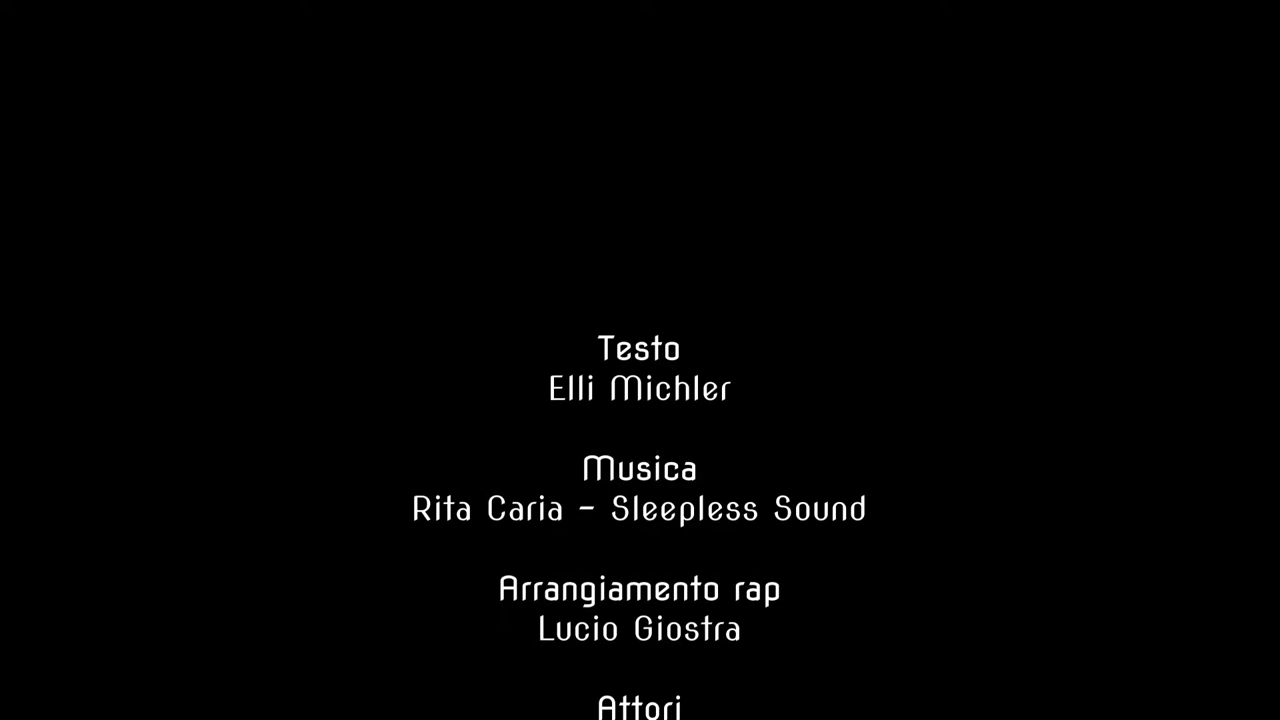 Testo
Elli Michler
Musica
Rita Caria - Sleepless Sound
Arrangiamento rap
Lucio Giostra
Attori